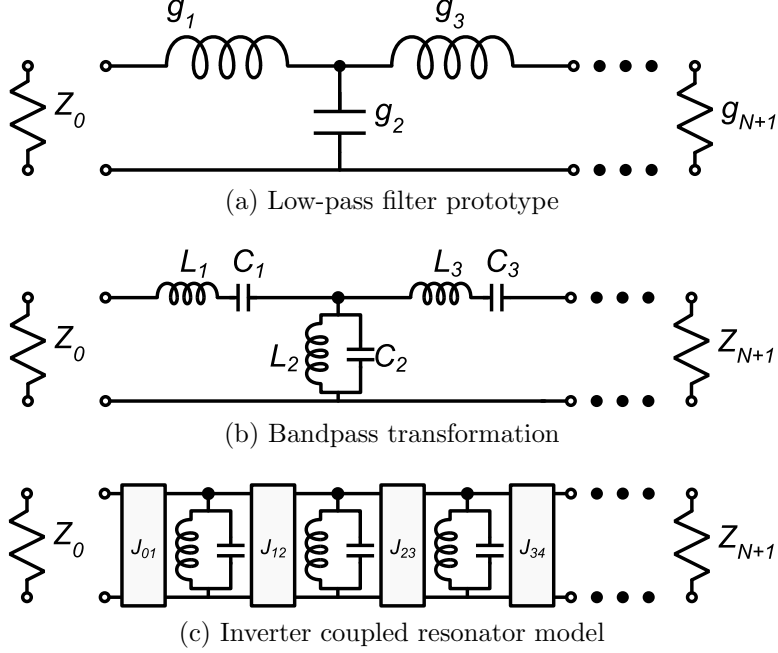 g1 g3
Z0 g2 gN+1
(a) Low-pass filter prototype
L1 C1 L3 C3
Z0 L2 C2 ZN+1
(b) Bandpass transformation
Z0 J01 J12 J23 J34 ZN+1
(c) Inverter coupled resonator model